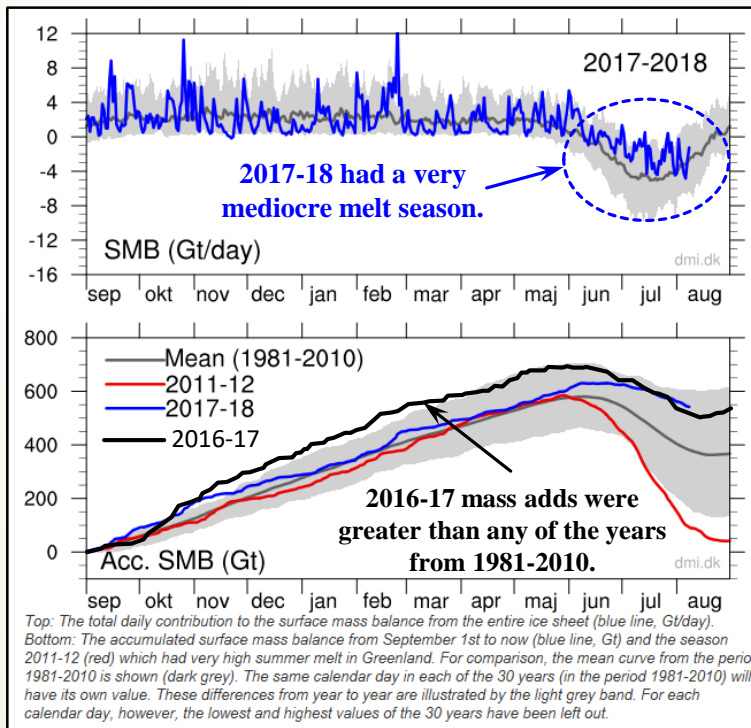 12
8
4
0
-4
-8
-12
-16
2017-2018
2017-18 had a very
mediocre melt season.
SMB (Gt/day)
dmi.dk
sep okt nov dec jan feb mar apr maj jun jul aug
800
600
400
200
0
Mean (1981-2010)
2011-12
2017-18
2016-17
2016-17 mass adds were
greater than any of the years
from 1981-2010.
Acc. SMB (Gt)
dmi.dk
sep okt nov dec jan feb mar apr maj jun jul aug
Top: The total daily contribution to the surface mass balance from the entire ice sheet (blue line, Gt/day).
Bottom: The accumulated surface mass balance from September 1st to now (blue line, Gt) and the season
2011-12 (red) which had very high summer melt in Greenland. For comparison, the mean curve from the period
1981-2010 is shown (dark grey). The same calendar day in each of the 30 years (in the period 1981-2010) will
have its own value. These differences from year to year are illustrated by the light grey band. For each
calendar day, however, the lowest and highest values of the 30 years have been left out.